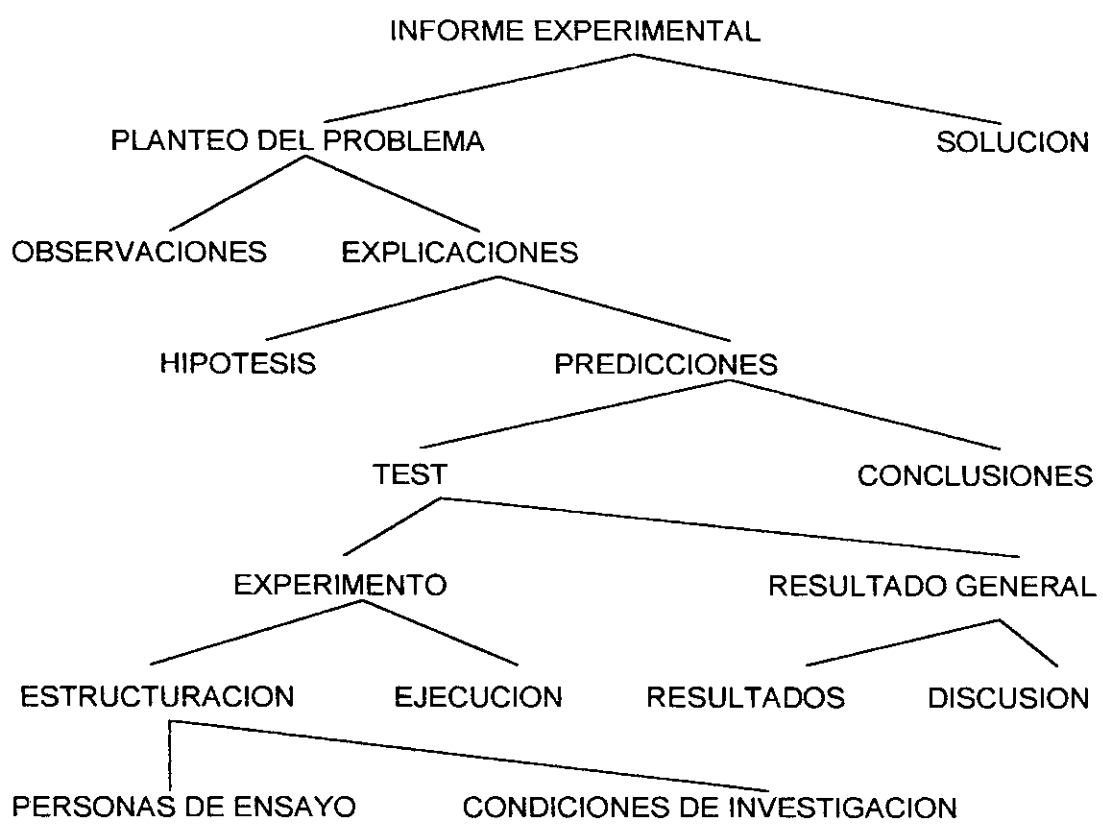 INFORME EXPERIMENTAL
PLANTEO DEL PROBLEMA SOLUCION
OBSERVACIONES EXPLICACIONES
HIPOTESIS PREDICCIONES
TEST CONCLUSIONES
EXPERIMENTO RESULTADO GENERAL
ESTRUCTURACION EJECUCION RESULTADOS DISCUSION
PERSONAS DE ENSAYO CONDICIONES DE INVESTIGACION